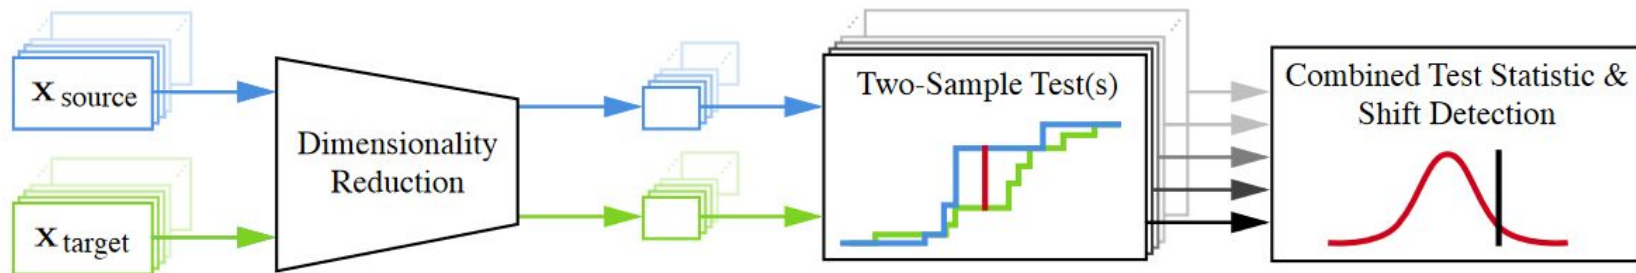 X source
X target
Dimensionality
Reduction
Two-Sample Test(s)
Combined Test Statistic &
Shift Detection